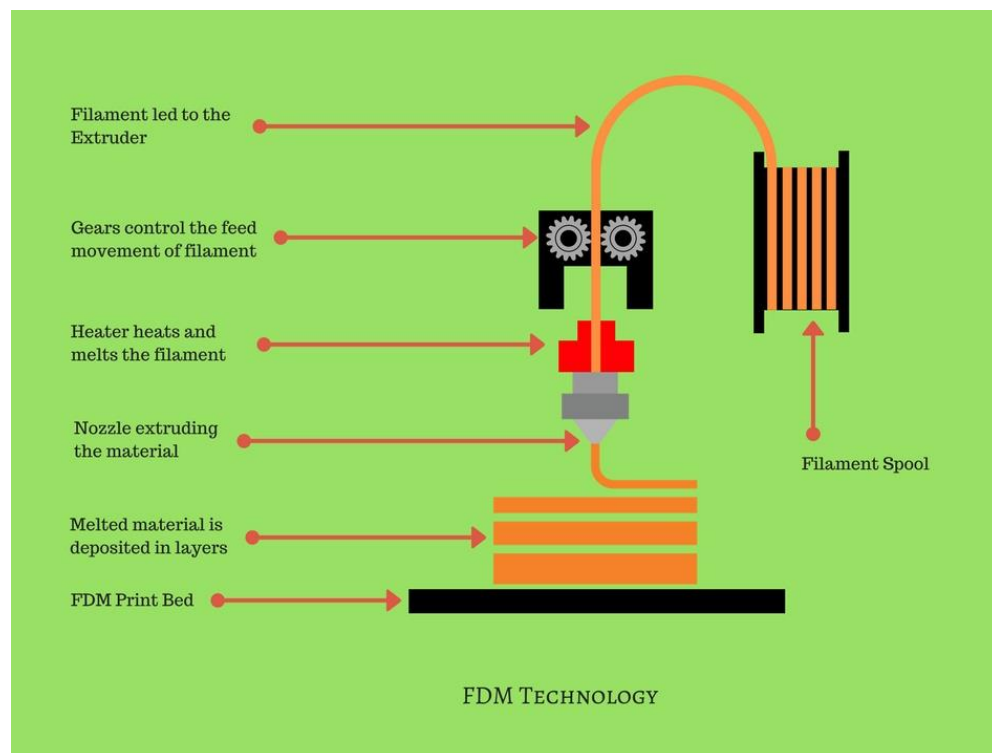 Filament led to the
Extruder
Gears control the feed
movement of filament
Heater heats and
melts the filament
Nozzle extruding
the material
Filament Spool
Melted material is
deposited in layers
FDM Print Bed
FDM Technology